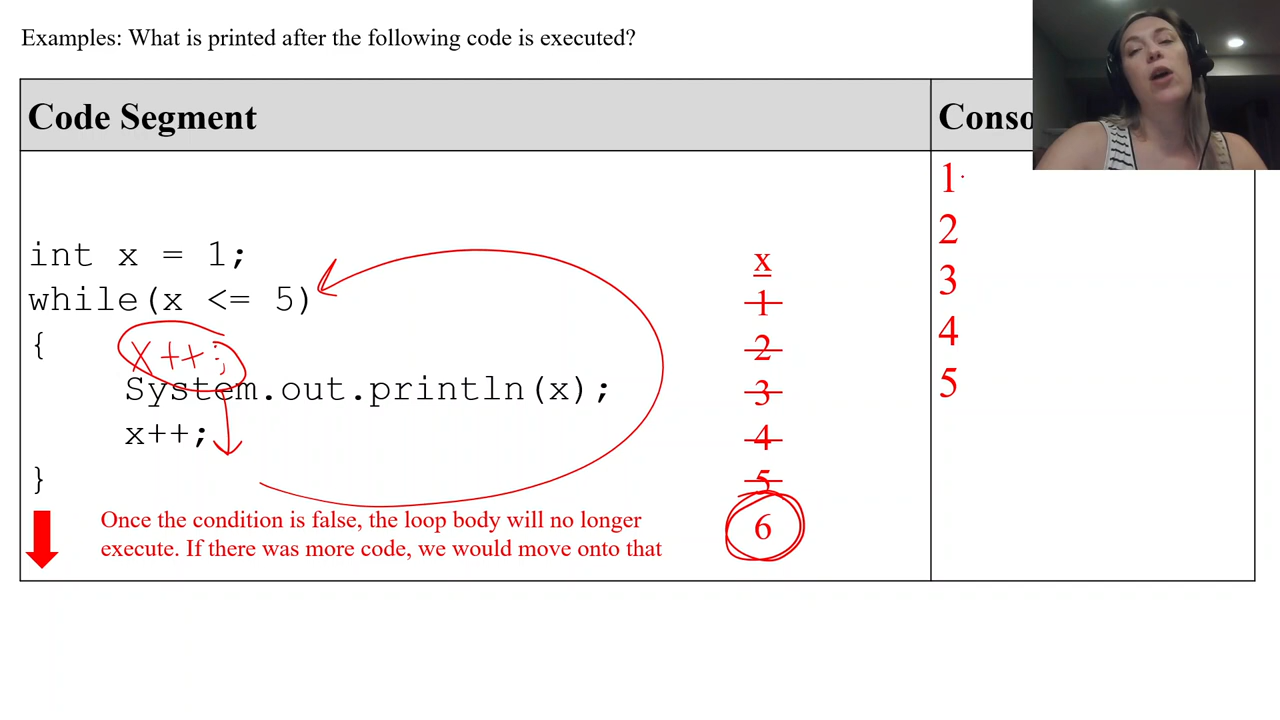 Examples: What is printed after the following code is executed?
Code Segment
Conso
int x = 1;
while(x <= 5)
{
x++;
System.out.println(x);
x++;
}
Once the condition is false, the loop body will no longer
execute. If there was more code, we would move onto that
x
1
2
3
4
5
6
1
2
3
4
5